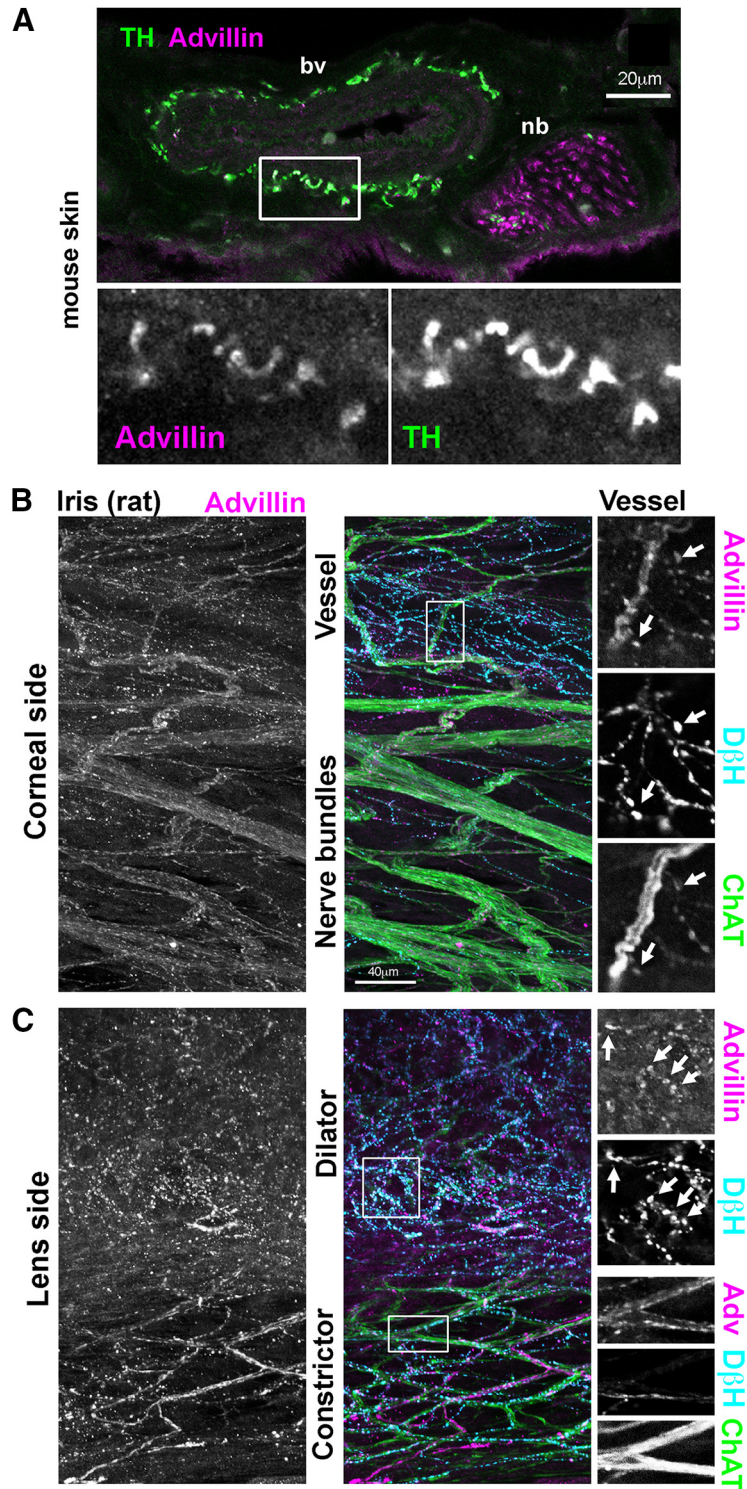 A
TH Advillin
bv
20μm
nb
mouse skin
Advillin
TH
B
Iris (rat)
Advillin
Vessel
Corneal side
Vessel
Nerve bundles
40μm
Advillin
DβH
ChAT
C
Lens side
Dilator
Constrictor
Advillin
DβH
Adv
DβH
ChAT